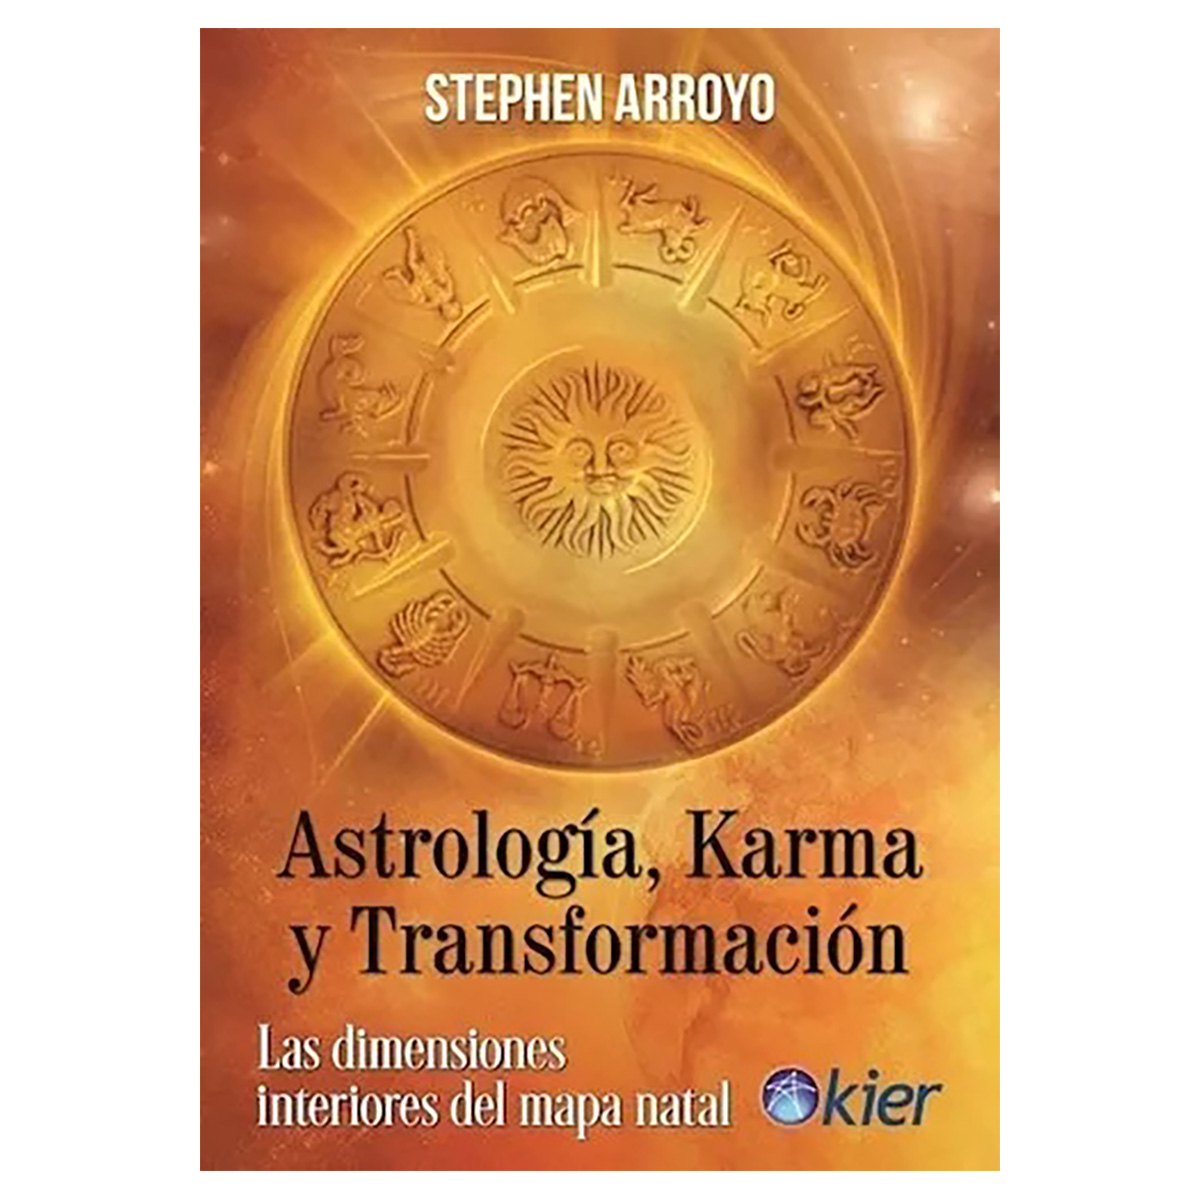 STEPHEN ARROYO
Astrología, Karma
y Transformación
Las dimensiones
interiores del mapa natal
kier